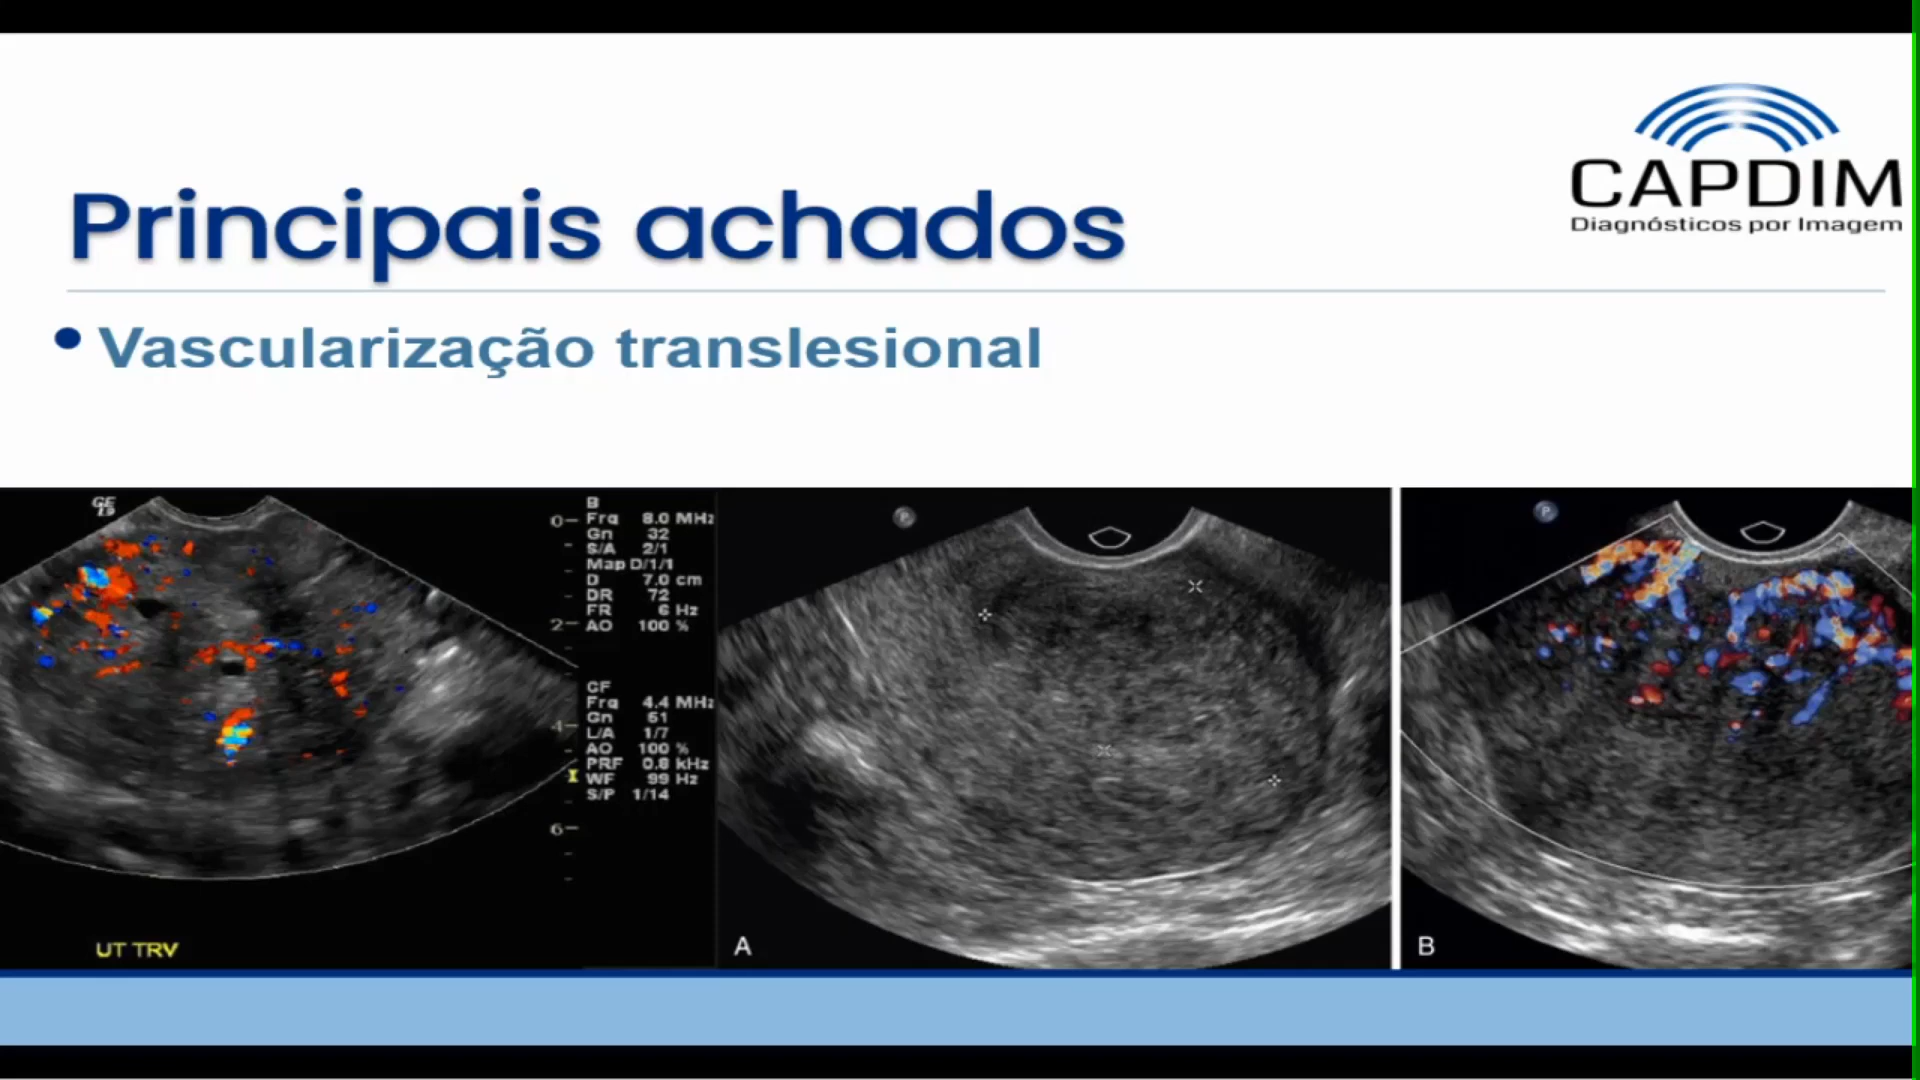 CAPDIM
Diagnósticos por Imagem
Principais achados
• Vascularização translesional
GE
0
2
4
6
B
Frq 8.0 MHz
Gn 32
S/A 2/1
Map D/1/1
D 7.0 cm
DR 72
FR 6 Hz
AO 100 %
CF
Frq 4.4 MHz
Gn 51
L/A 1/7
AO 100 %
PRF 0.8 kHz
WF 99 Hz
S/P 1/14
UT TRV
P
A
P
B